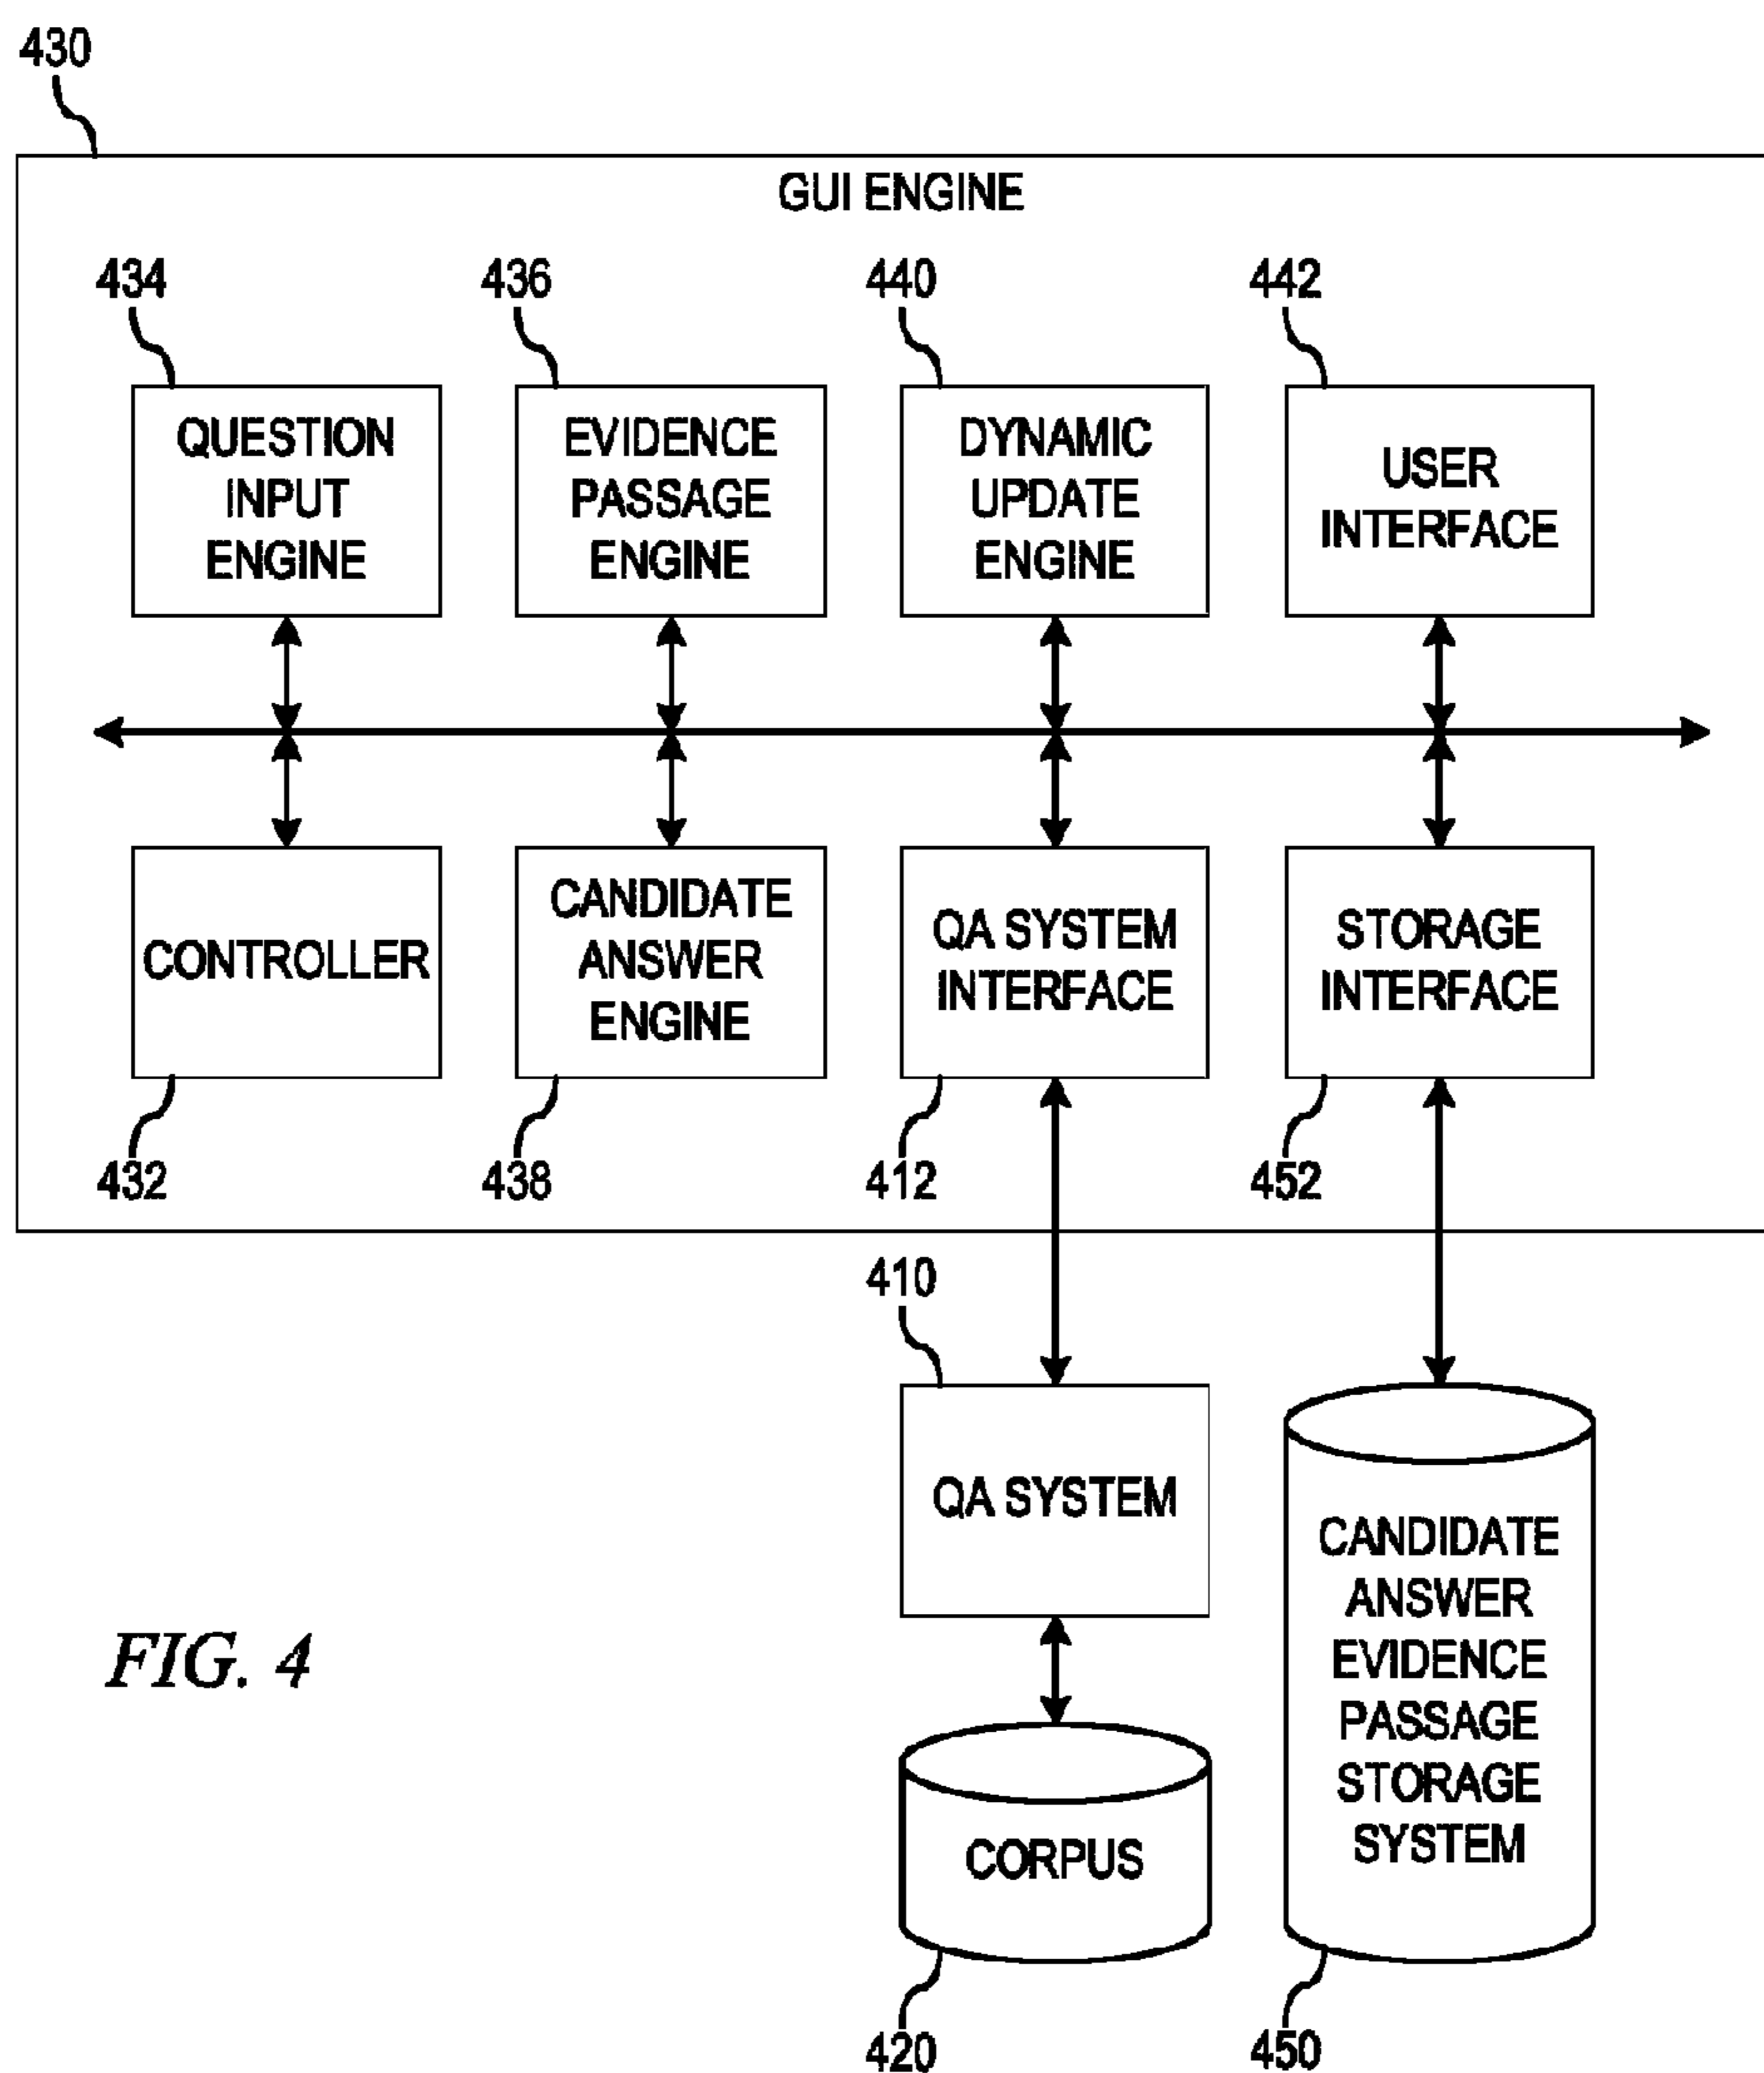 430
GUI ENGINE
434
436
440
442
QUESTION
INPUT
ENGINE
EVIDENCE
PASSAGE
ENGINE
DYNAMIC
UPDATE
ENGINE
USER
INTERFACE
CONTROLLER
CANDIDATE
ANSWER
ENGINE
QA SYSTEM
INTERFACE
STORAGE
INTERFACE
432
438
412
452
410
QA SYSTEM
CANDIDATE
ANSWER
EVIDENCE
PASSAGE
STORAGE
SYSTEM
FIG. 4
CORPUS
420
450